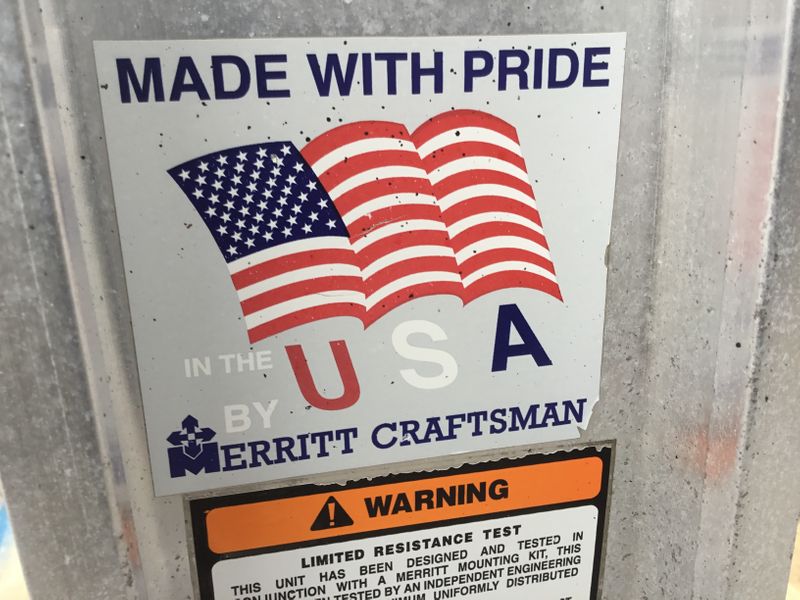 MADE WITH PRIDE
IN THE USA
BY
MERRITT CRAFTSMAN
WARNING
LIMITED RESISTANCE TEST
THIS UNIT HAS BEEN DESIGNED AND TESTED IN
CONJUNCTION WITH A MERRITT MOUNTING KIT, THIS
TESTED BY AN INDEPENDENT ENGINEERING
UNIFORMLY DISTRIBUTED